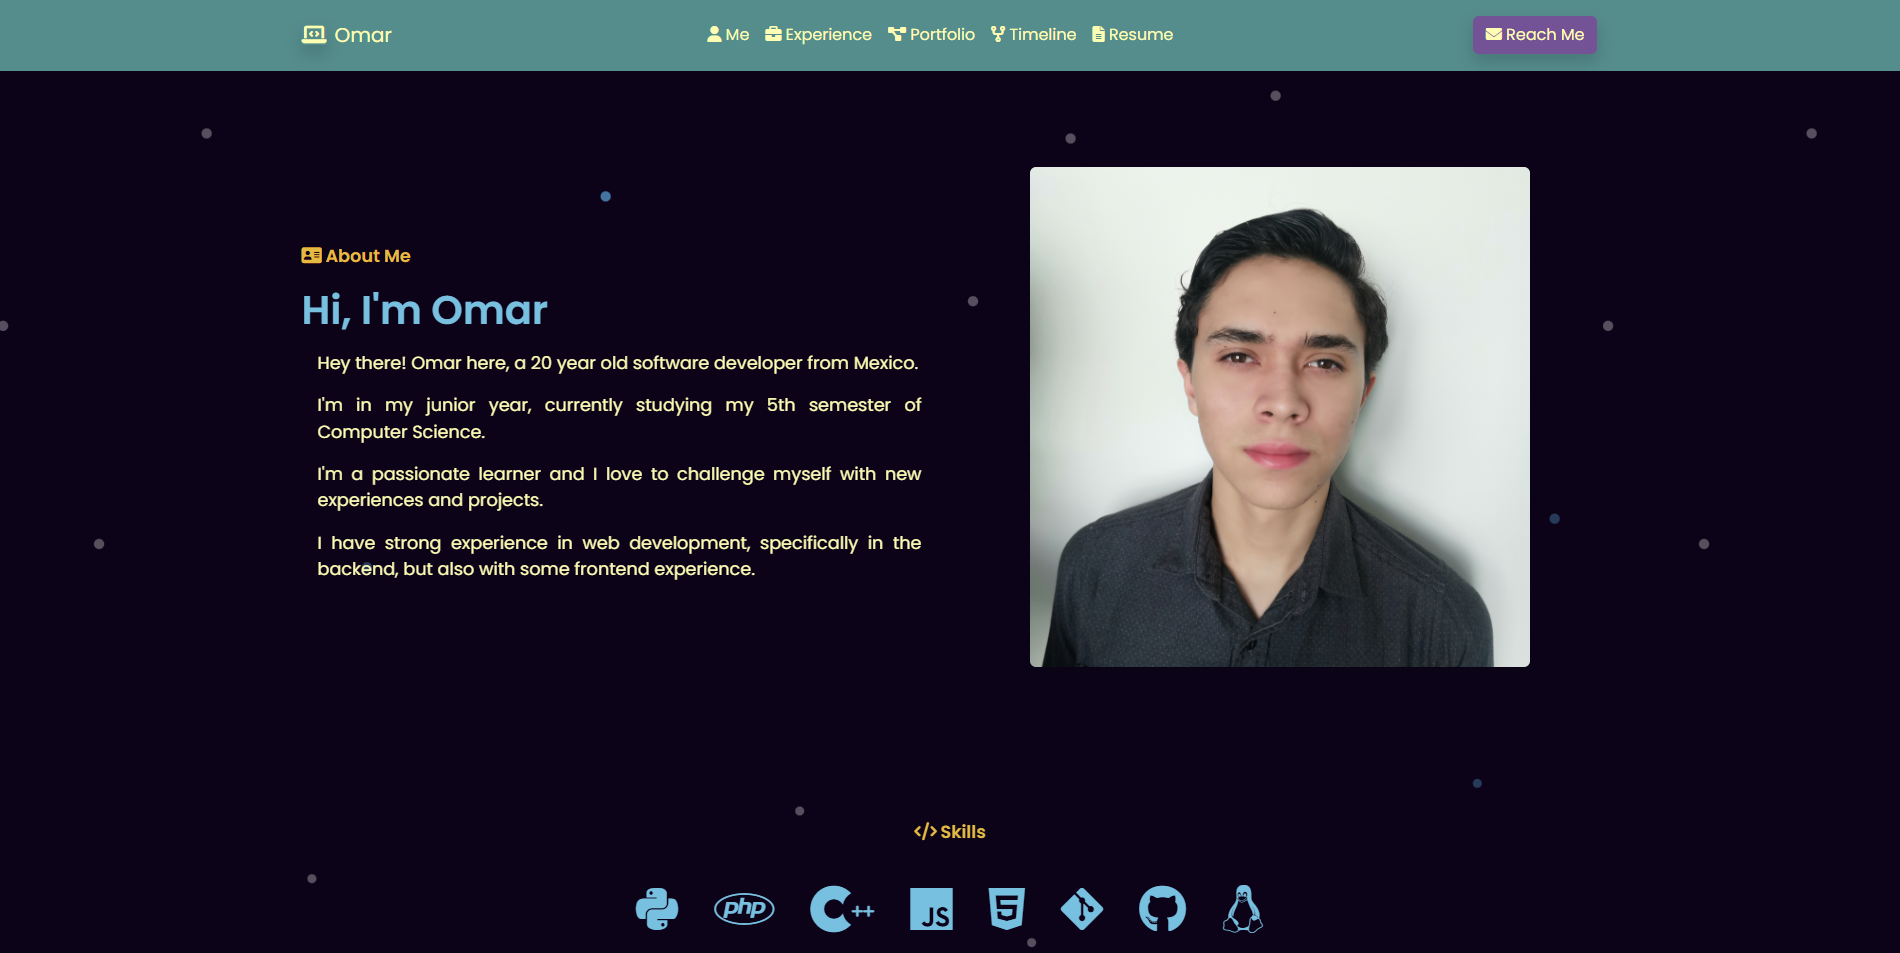 Omar
Me
Experience
Portfolio
Timeline
Resume
Reach Me
About Me
Hi, I'm Omar
Hey there! Omar here, a 20 year old software developer from Mexico.
I'm in my junior year, currently studying my 5th semester of
Computer Science.
I'm a passionate learner and I love to challenge myself with new
experiences and projects.
I have strong experience in web development, specifically in the
backend, but also with some frontend experience.
</> Skills
php
C++
JS
5